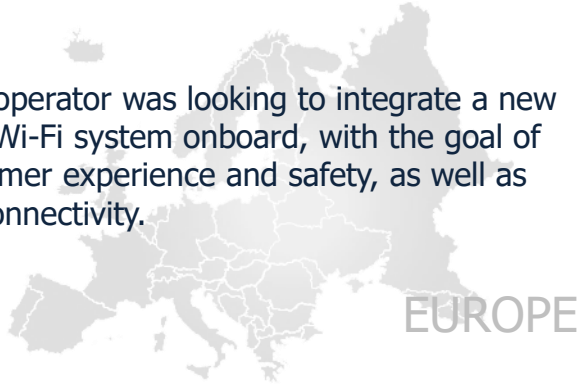 operator was looking to integrate a new
Wi-Fi system onboard, with the goal of
mer experience and safety, as well as
onnectivity.
EUROPE